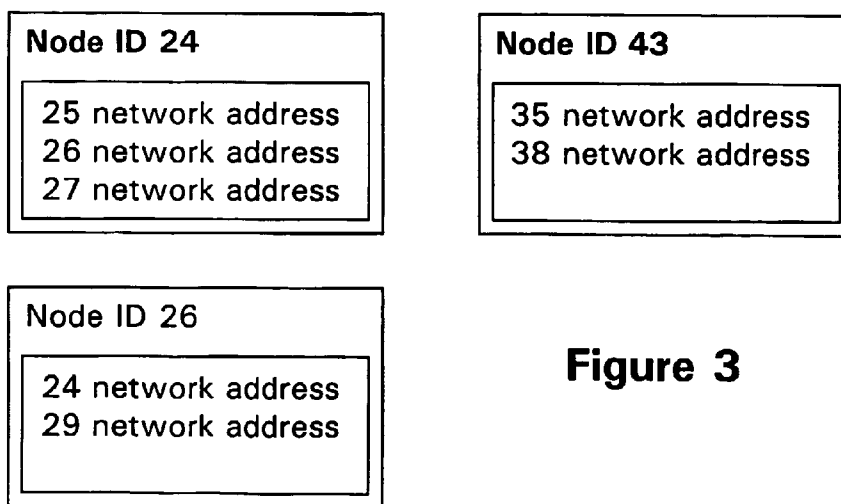 Node ID 24
25 network address
26 network address
27 network address
Node ID 43
35 network address
38 network address
Node ID 26
24 network address
29 network address
Figure 3